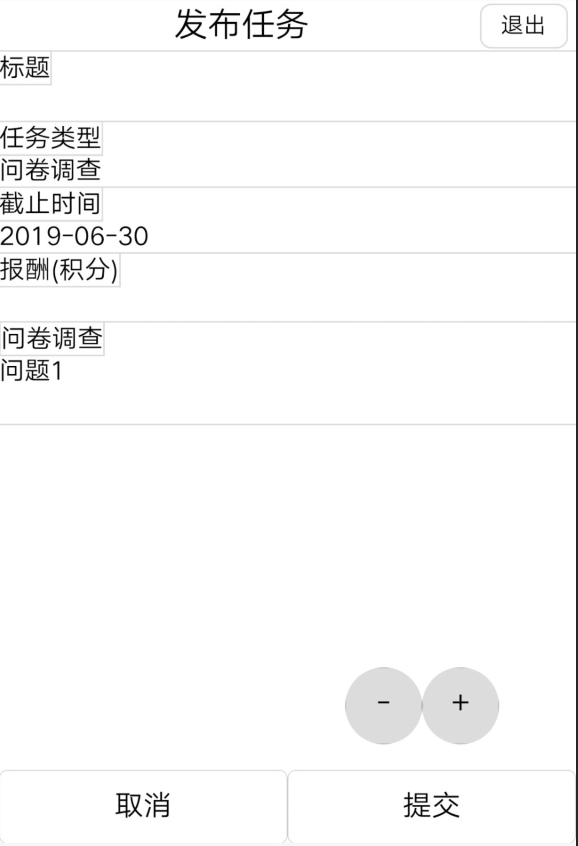 发布任务
退出
标题
任务类型
问卷调查
截止时间
2019-06-30
报酬(积分)
问卷调查
问题1
- +
取消
提交